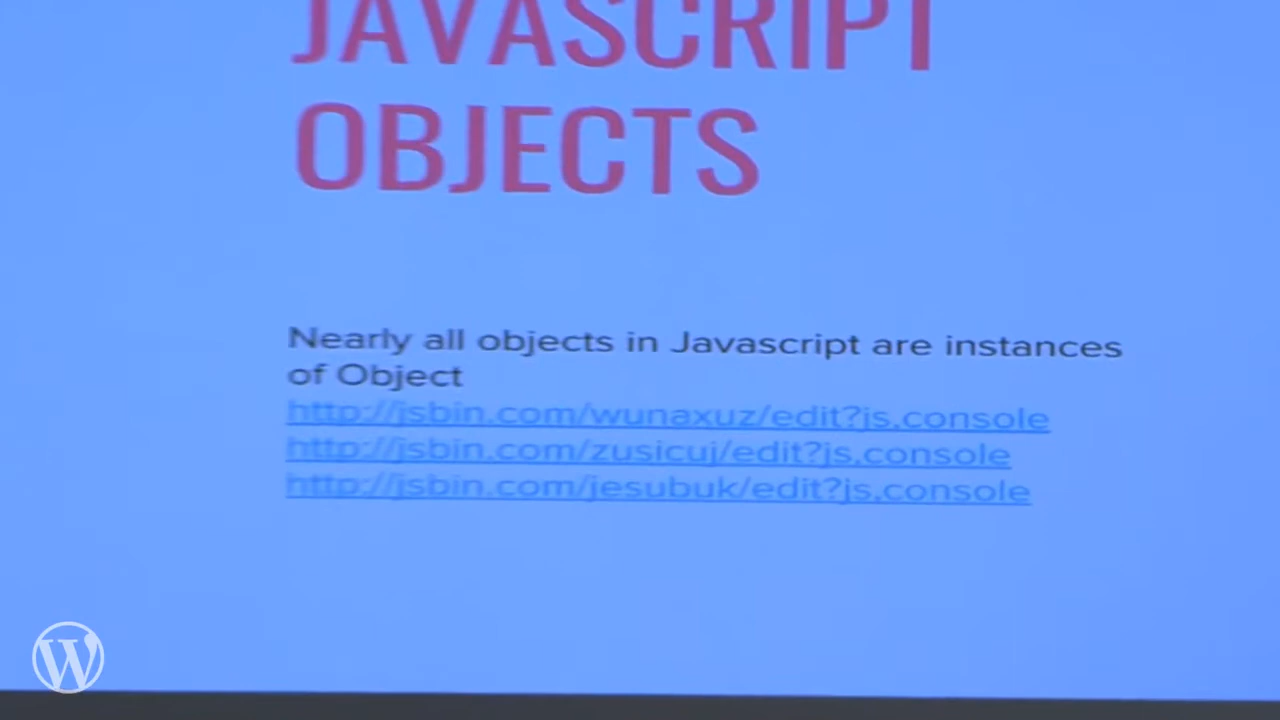 JAVASCRIPT
OBJECTS
Nearly all objects in Javascript are instances
of Object
http://jsbin.com/wunaxuz/edit?js,console
http://jsbin.com/zusicuj/edit?js,console
http://jsbin.com/jesubuk/edit?js,console